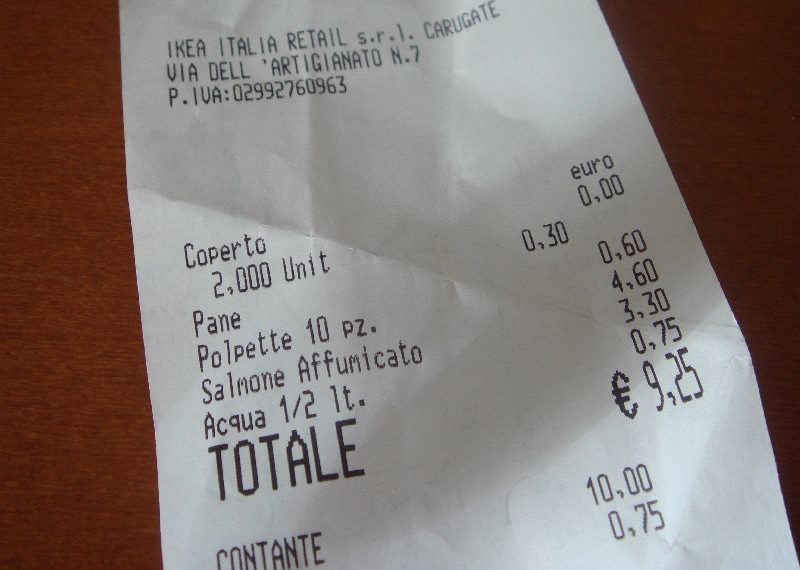 IKEA ITALIA RETAIL s.r.l. CARUGATE
VIA DELL 'ARTIGIANATO N.7
P.IVA:02992760963
euro
Coperto 0,00
2,000 Unit 0,30
Pane 0,60
Polpette 10 pz. 4,60
Salmone Affumicato 3,30
Acqua 1/2 lt. 0,75
TOTALE € 9,25
CONTANTE 10,00
0,75